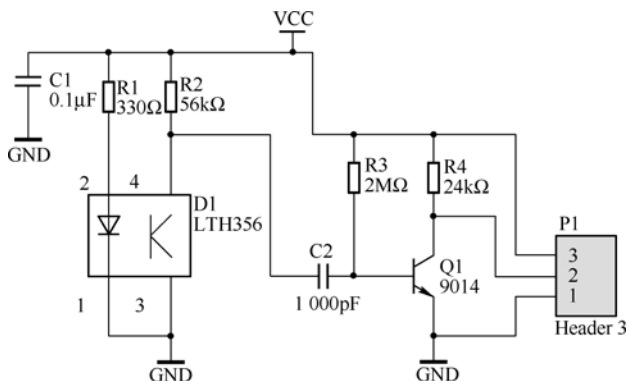 VCC
C1
0.1μF
GND
R1
330Ω
R2
56kΩ
2
4
D1
LTH356
1
3
GND
R3
2MΩ
R4
24kΩ
C2
1 000pF
Q1
9014
GND
P1
3
2
1
Header 3